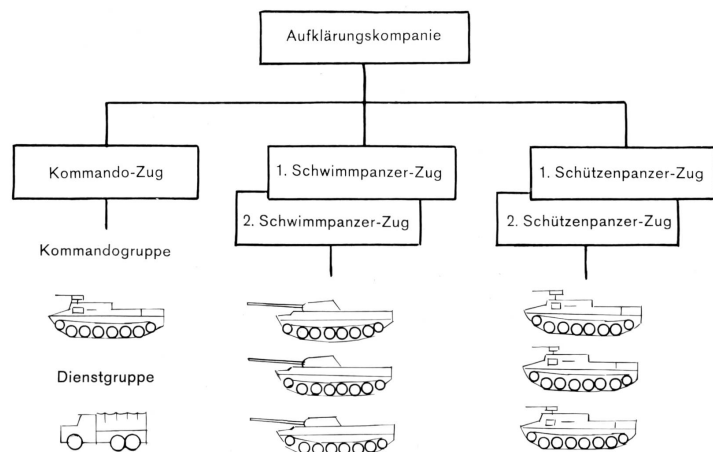 Aufklärungskompanie
Kommando-Zug
1. Schwimmpanzer-Zug
1. Schützenpanzer-Zug
2. Schwimmpanzer-Zug
2. Schützenpanzer-Zug
Kommandogruppe
Dienstgruppe